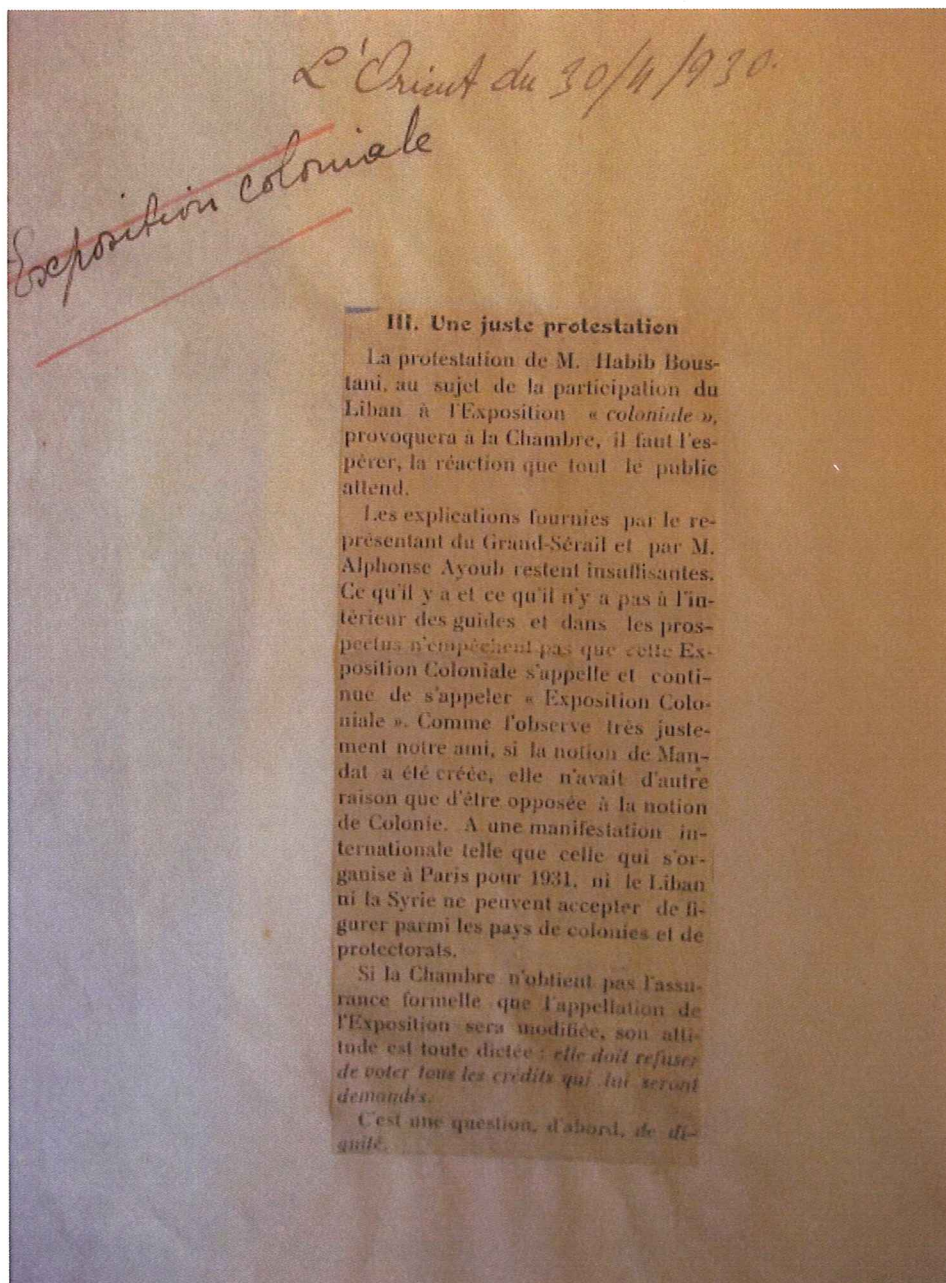 L'Orient du 30/4/930.
Exposition coloniale
III. Une juste protestation
La protestation de M. Habib Bous-
tani, au sujet de la participation du
Liban à l'Exposition « coloniale »,
provoquera à la Chambre, il faut l'es-
pérer, la réaction que tout le public
attend.
Les explications fournies par le re-
présentant du Grand-Sérail et par M.
Alphonse Ayoub restent insuffisantes.
Ce qu'il y a et ce qu'il n'y a pas à l'in-
térieur des guides et dans les pros-
pectus n'empêchent pas que cette Ex-
position Coloniale s'appelle et conti-
nue de s'appeler « Exposition Colo-
niale ». Comme l'observe très juste-
ment notre ami, si la notion de Man-
dat a été créée, elle n'avait d'autre
raison que d'être opposée à la notion
de Colonie. A une manifestation in-
ternationale telle que celle qui s'or-
ganise à Paris pour 1931, ni le Liban
ni la Syrie ne peuvent accepter de fi-
gurer parmi les pays de colonies et de
protectorats.
Si la Chambre n'obtient pas l'assu-
rance formelle que l'appellation de
l'Exposition sera modifiée, son atti-
tude est toute dictée : elle doit refuser
de voter tous les crédits qui lui seront
demandés.
C'est une question, d'abord, de di-
gnité.